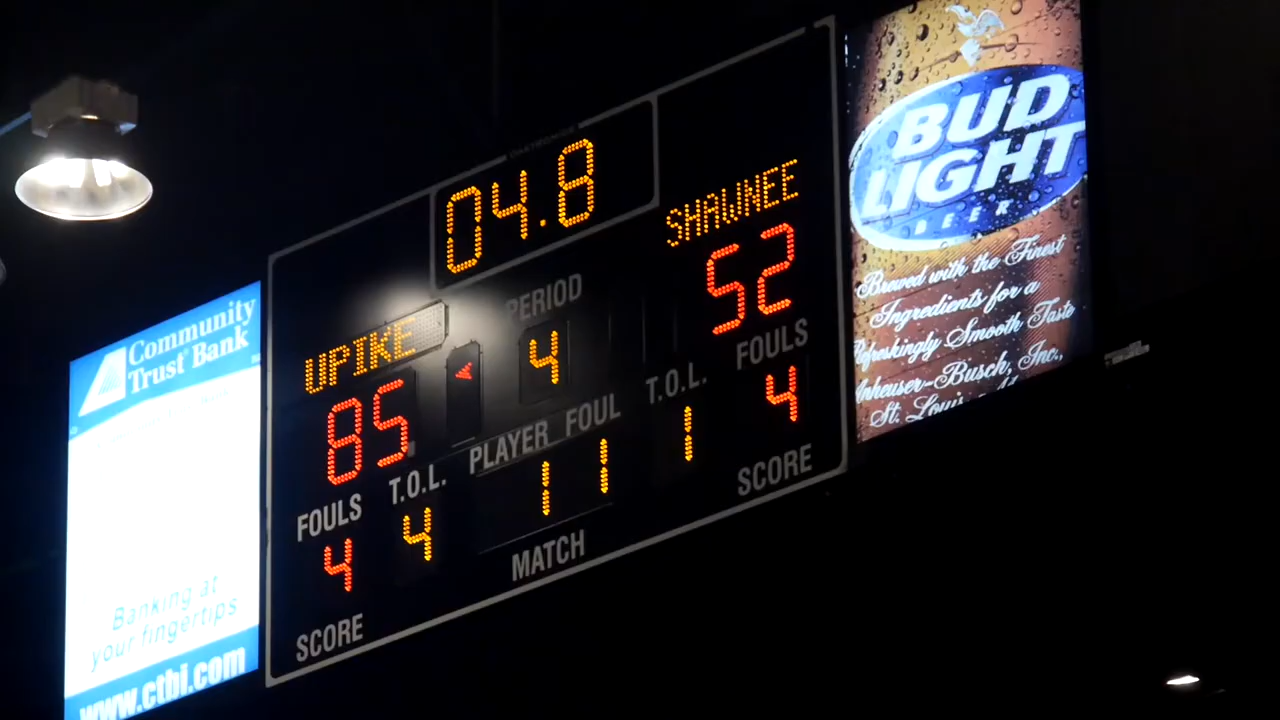 Community
Trust Bank
Banking at
your fingertips
www.ctbi.com
04.8
UPIKE
85
PERIOD
4
SHAWNEE
52
FOULS
4
T.O.L.
4
PLAYER FOUL
11
T.O.L.
1
FOULS
4
SCORE
MATCH
SCORE
BUD
LIGHT
BEER
Brewed with the Finest
Ingredients for a
Refreshingly Smooth Taste
Anheuser-Busch, Inc.,
St. Louis